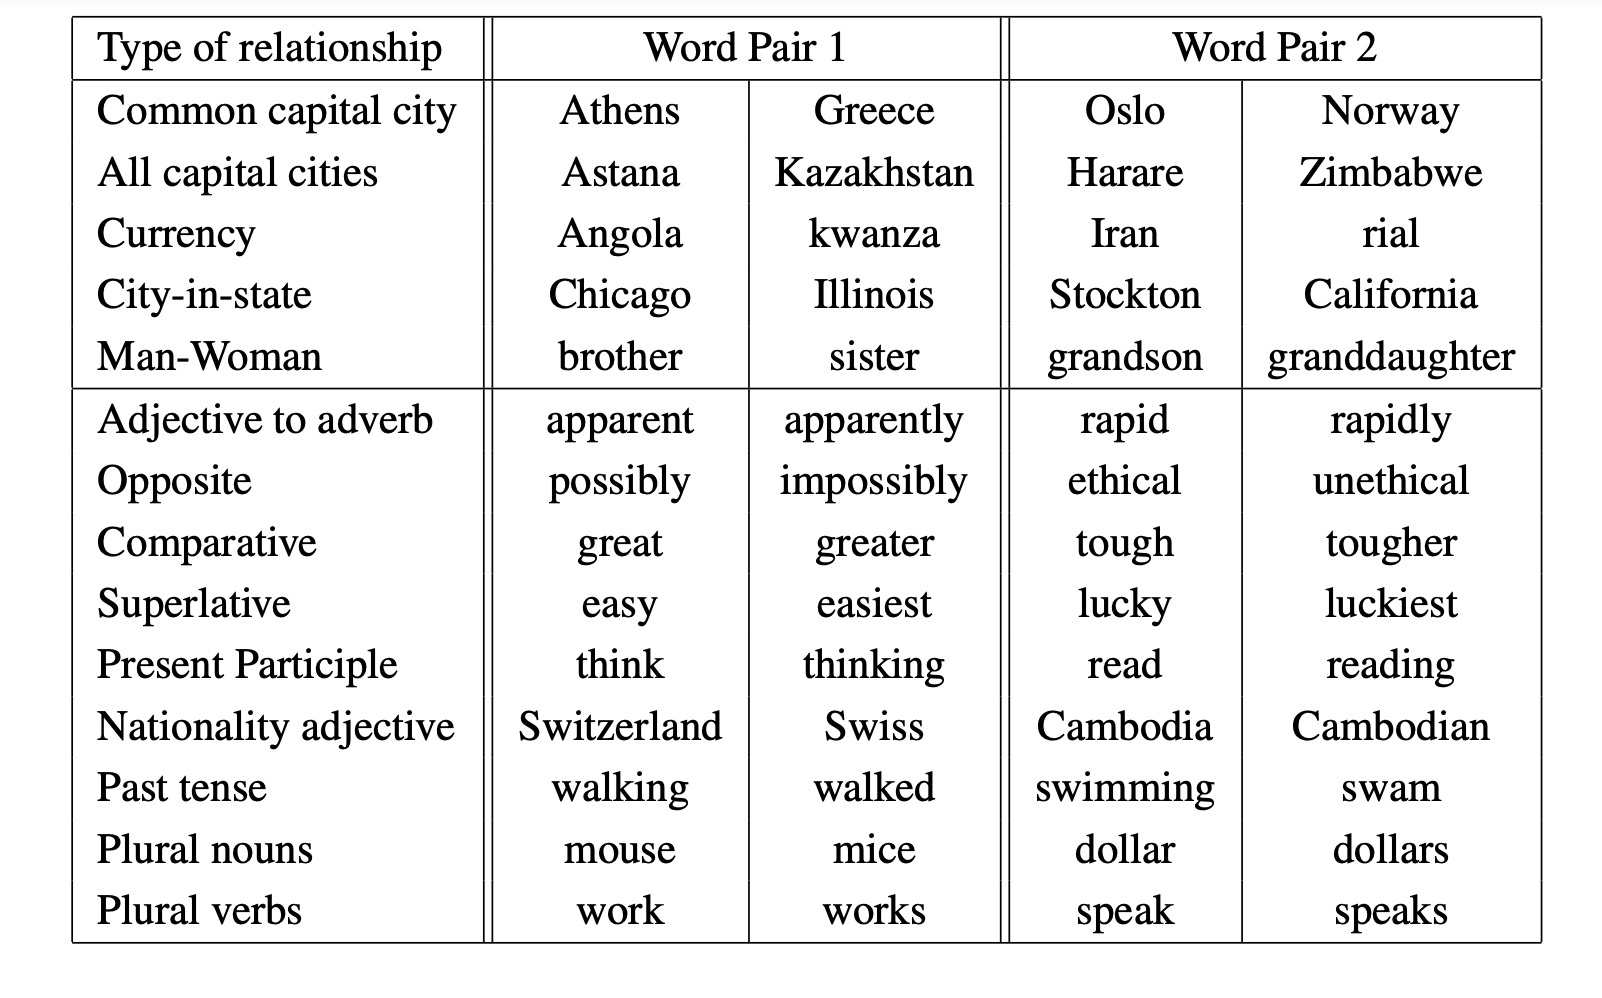 Type of relationship Word Pair 1 Word Pair 2
Common capital city Athens Greece Oslo Norway
All capital cities Astana Kazakhstan Harare Zimbabwe
Currency Angola kwanza Iran rial
City-in-state Chicago Illinois Stockton California
Man-Woman brother sister grandson granddaughter
Adjective to adverb apparent apparently rapid rapidly
Opposite possibly impossibly ethical unethical
Comparative great greater tough tougher
Superlative easy easiest lucky luckiest
Present Participle think thinking read reading
Nationality adjective Switzerland Swiss Cambodia Cambodian
Past tense walking walked swimming swam
Plural nouns mouse mice dollar dollars
Plural verbs work works speak speaks